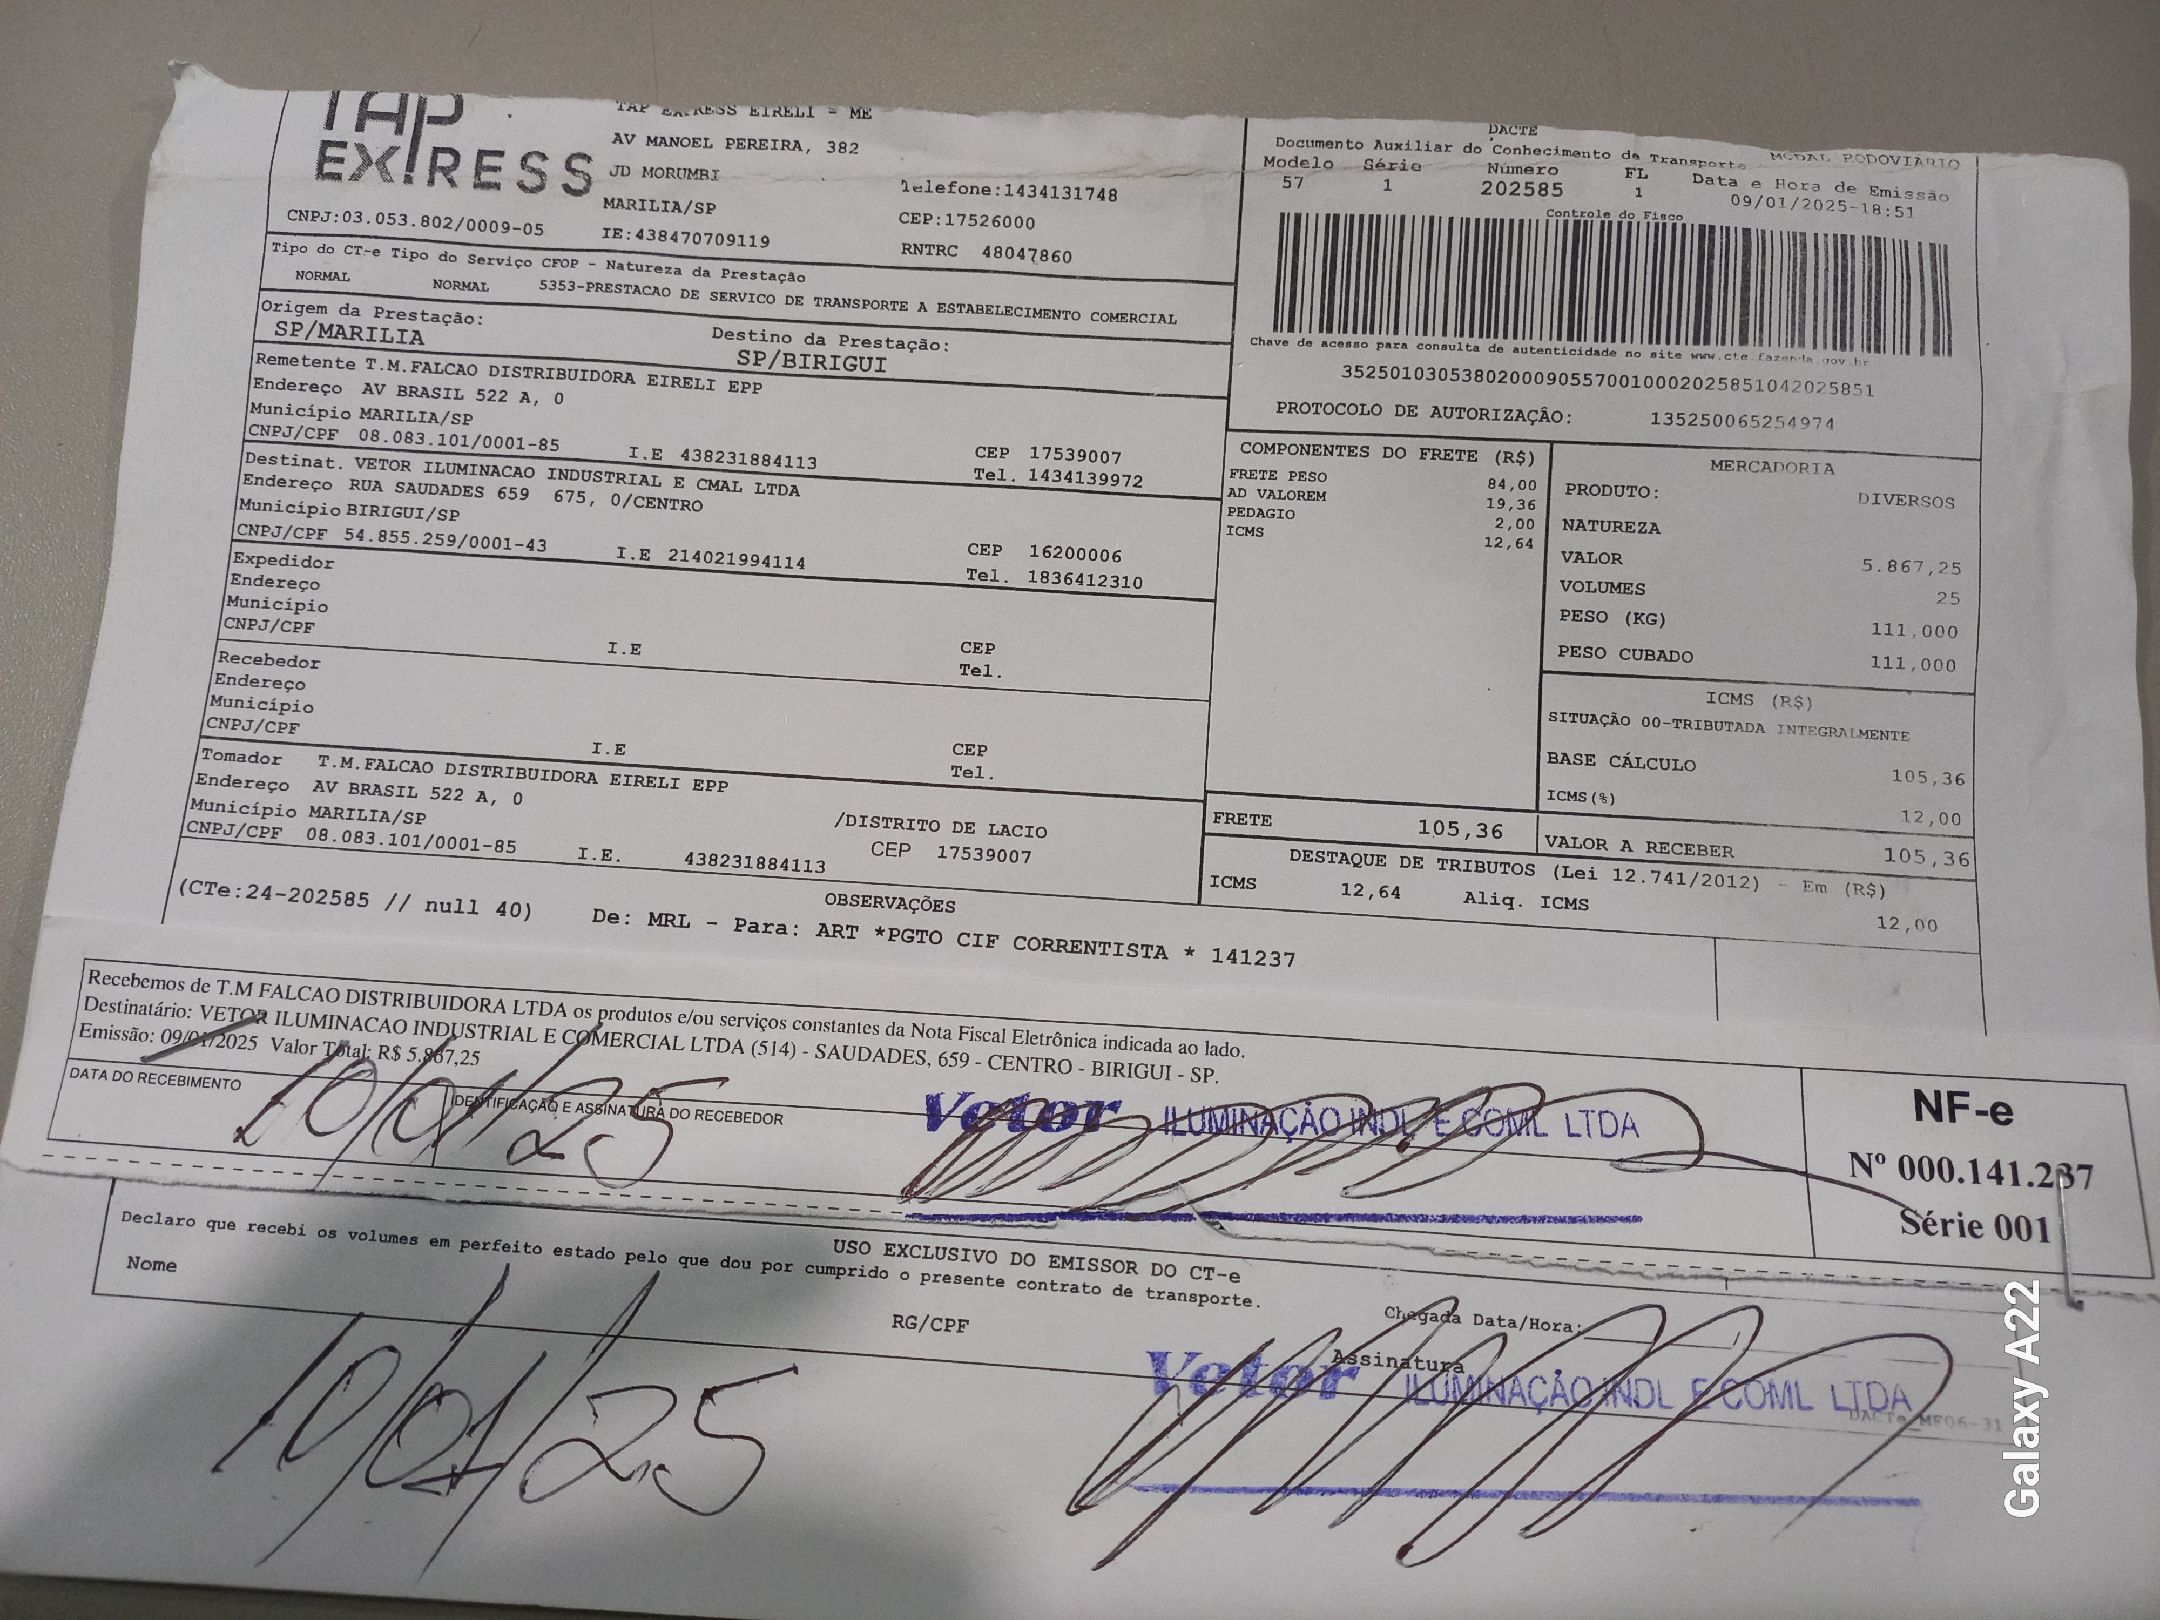 TAP
EXPRESS
CNPJ:03.053.802/0009-05
TAP EXPRESS EIRELI - ME
AV MANOEL PEREIRA, 382
JD MORUMBI
MARILIA/SP
IE:438470709119
Telefone:1434131748
CEP:17526000
RNTRC 48047860
DACTE
Documento Auxiliar do Conhecimento de Transporte MODAL RODOVIÁRIO
Modelo Série Número FL Data e Hora de Emissão
57 1 202585 1 09/01/2025-18:51
Controle do Fisco
Chave de acesso para consulta de autenticidade no site www.cte.fazenda.gov.br
35250103053802000905570010002025851042025851
PROTOCOLO DE AUTORIZAÇÃO: 135250065254974
Tipo do CT-e Tipo do Serviço CFOP - Natureza da Prestação
NORMAL NORMAL 5353-PRESTACAO DE SERVICO DE TRANSPORTE A ESTABELECIMENTO COMERCIAL
Origem da Prestação: Destino da Prestação:
SP/MARILIA SP/BIRIGUI
Remetente T.M.FALCAO DISTRIBUIDORA EIRELI EPP
Endereço AV BRASIL 522 A, 0
Município MARILIA/SP CEP 17539007
CNPJ/CPF 08.083.101/0001-85 I.E 438231884113 Tel. 1434139972
Destinat. VETOR ILUMINACAO INDUSTRIAL E CMAL LTDA
Endereço RUA SAUDADES 659 675, 0/CENTRO
Município BIRIGUI/SP CEP 16200006
CNPJ/CPF 54.855.259/0001-43 I.E 214021994114 Tel. 1836412310
Expedidor
Endereço
Município CEP
CNPJ/CPF I.E Tel.
Recebedor
Endereço
Município CEP
CNPJ/CPF I.E Tel.
Tomador T.M.FALCAO DISTRIBUIDORA EIRELI EPP
Endereço AV BRASIL 522 A, 0 /DISTRITO DE LACIO
Município MARILIA/SP CEP 17539007
CNPJ/CPF 08.083.101/0001-85 I.E. 438231884113
COMPONENTES DO FRETE (R$)
FRETE PESO 84,00
AD VALOREM 19,36
PEDAGIO 2,00
ICMS 12,64
MERCADORIA
PRODUTO: DIVERSOS
NATUREZA
VALOR 5.867,25
VOLUMES 25
PESO (KG) 111,000
PESO CUBADO 111,000
ICMS (R$)
SITUAÇÃO 00-TRIBUTADA INTEGRALMENTE
BASE CÁLCULO 105,36
ICMS(%) 12,00
FRETE 105,36 VALOR A RECEBER 105,36
DESTAQUE DE TRIBUTOS (Lei 12.741/2012) - Em (R$)
ICMS 12,64 Aliq. ICMS 12,00
OBSERVAÇÕES
(CTe:24-202585 // null 40) De: MRL - Para: ART *PGTO CIF CORRENTISTA * 141237
Recebemos de T.M FALCAO DISTRIBUIDORA LTDA os produtos e/ou serviços constantes da Nota Fiscal Eletrônica indicada ao lado.
Destinatário: VETOR ILUMINACAO INDUSTRIAL E COMERCIAL LTDA (514) - SAUDADES, 659 - CENTRO - BIRIGUI - SP.
Emissão: 09/01/2025 Valor Total: R$ 5.867,25
DATA DO RECEBIMENTO
IDENTIFICAÇÃO E ASSINATURA DO RECEBEDOR
10/01/25
Vetor ILUMINAÇÃO INDL E COML LTDA
NF-e
Nº 000.141.237
Série 001
USO EXCLUSIVO DO EMISSOR DO CT-e
Declaro que recebi os volumes em perfeito estado pelo que dou por cumprido o presente contrato de transporte.
Nome
RG/CPF
Chegada Data/Hora:
Assinatura
10/01/25
Vetor ILUMINAÇÃO INDL E COML LTDA
DACTe_MF06-31
Galaxy A22